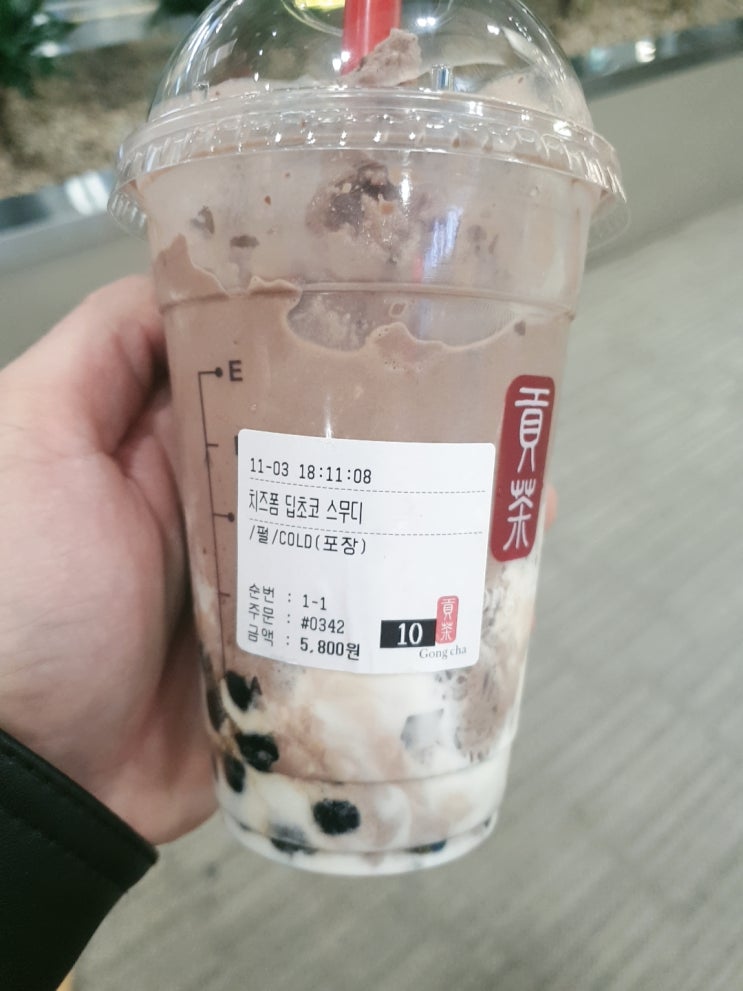 E
貢茶
11-03 18:11:08
치즈폼 딥초코 스무디
/펄/COLD(포장)
순번 : 1-1
주문 : #0342
금액 : 5,800원
10
貢茶
Gong cha
A